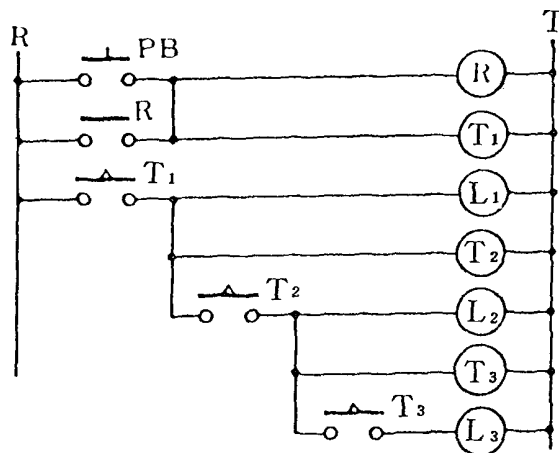 R T
PB R
R T₁
T₁ L₁
T₂
T₂ L₂
T₃
T₃ L₃